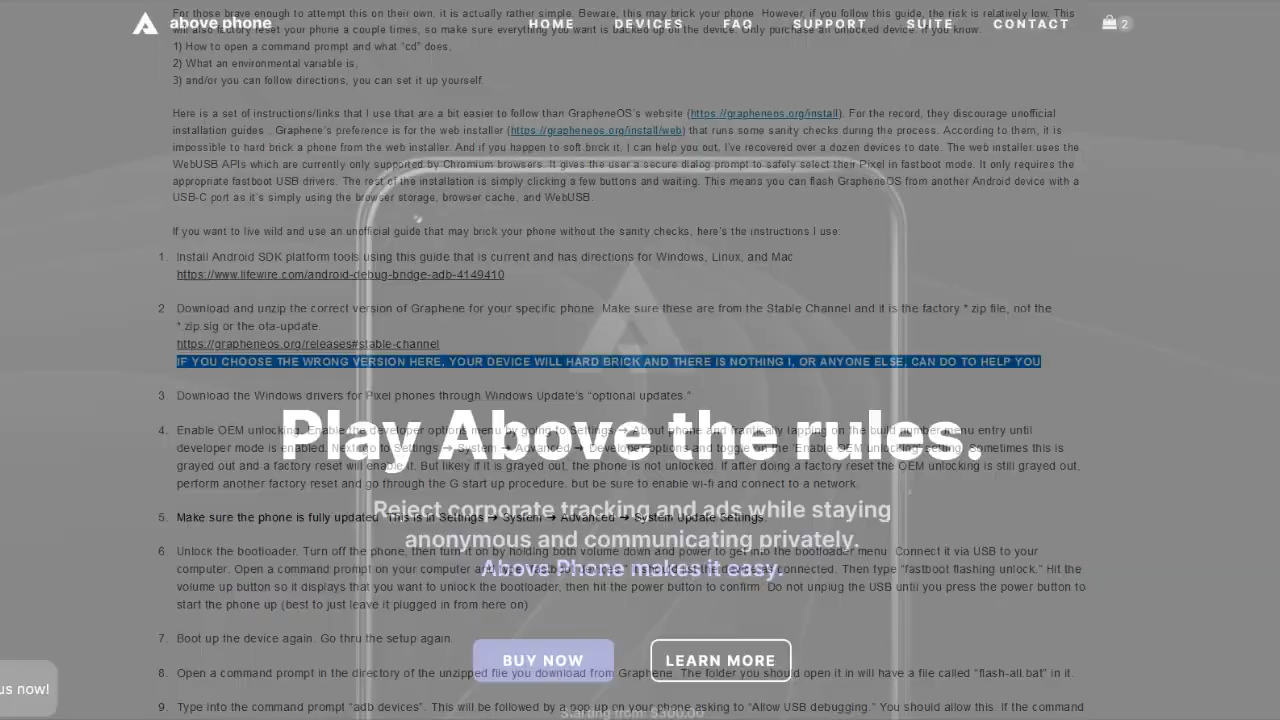 above phone
HOME DEVICES FAQ SUPPORT SUITE CONTACT 2
For those brave enough to attempt this on their own, it is actually rather simple. Beware, this may brick your phone. However, if you follow this guide, the risk is relatively low. This
will also factory reset your phone a couple times, so make sure everything you want is backed up on the device. Only purchase an unlocked device. If you know:
1) How to open a command prompt and what "cd" does,
2) What an environmental variable is,
3) and/or you can follow directions, you can set it up yourself.
Here is a set of instructions/links that I use that are a bit easier to follow than GrapheneOS's website (https://grapheneos.org/install). For the record, they discourage unofficial
installation guides . Graphene's preference is for the web installer (https://grapheneos.org/install/web) that runs some sanity checks during the process. According to them, it is
impossible to hard brick a phone from the web installer. And if you happen to soft brick it, I can help you out, I've recovered over a dozen devices to date. The web installer uses the
WebUSB APIs which are currently only supported by Chromium browsers. It gives the user a secure dialog prompt to safely select their Pixel in fastboot mode. It only requires the
appropriate fastboot USB drivers. The rest of the installation is simply clicking a few buttons and waiting. This means you can flash GrapheneOS from another Android device with a
USB-C port as it's simply using the browser storage, browser cache, and WebUSB.
If you want to live wild and use an unofficial guide that may brick your phone without the sanity checks, here's the instructions I use:
1. Install Android SDK platform tools using this guide that is current and has directions for Windows, Linux, and Mac
https://www.lifewire.com/android-debug-bridge-adb-4149410
2 Download and unzip the correct version of Graphene for your specific phone. Make sure these are from the Stable Channel and it is the factory *.zip file, not the
*.zip.sig or the ota-update.
https://grapheneos.org/releases#stable-channel
IF YOU CHOOSE THE WRONG VERSION HERE, YOUR DEVICE WILL HARD BRICK AND THERE IS NOTHING I, OR ANYONE ELSE, CAN DO TO HELP YOU
3 Download the Windows drivers for Pixel phones through Windows Update's "optional updates."
Play Above the rules.
4. Enable OEM unlocking. Enable the developer options menu by going to Settings → About phone and frantically tapping on the build number menu entry until
developer mode is enabled. Next go to Settings → System → Advanced → Developer options and toggle on the 'Enable OEM unlocking' setting. Sometimes this is
grayed out and a factory reset will enable it. But likely if it is grayed out, the phone is not unlocked. If after doing a factory reset the OEM unlocking is still grayed out,
perform another factory reset and go through the G start up procedure. but be sure to enable wi-fi and connect to a network.
Reject corporate tracking and ads while staying
anonymous and communicating privately.
Above Phone makes it easy.
5. Make sure the phone is fully updated. This is in Settings → System → Advanced → System Update Settings.
6. Unlock the bootloader. Turn off the phone, then turn it on by holding both volume down and power to get into the bootloader menu. Connect it via USB to your
computer. Open a command prompt on your computer and type "fastboot devices." It should list the device as connected. Then type "fastboot flashing unlock." Hit the
volume up button so it displays that you want to unlock the bootloader, then hit the power button to confirm. Do not unplug the USB until you press the power button to
start the phone up (best to just leave it plugged in from here on)
7. Boot up the device again. Go thru the setup again.
BUY NOW LEARN MORE
8. Open a command prompt in the directory of the unzipped file you download from Graphene. The folder you should open it in will have a file called "flash-all.bat" in it.
us now!
9. Type into the command prompt "adb devices". This will be followed by a pop up on your phone asking to "Allow USB debugging." You should allow this. If the command
Starting from: $300.00